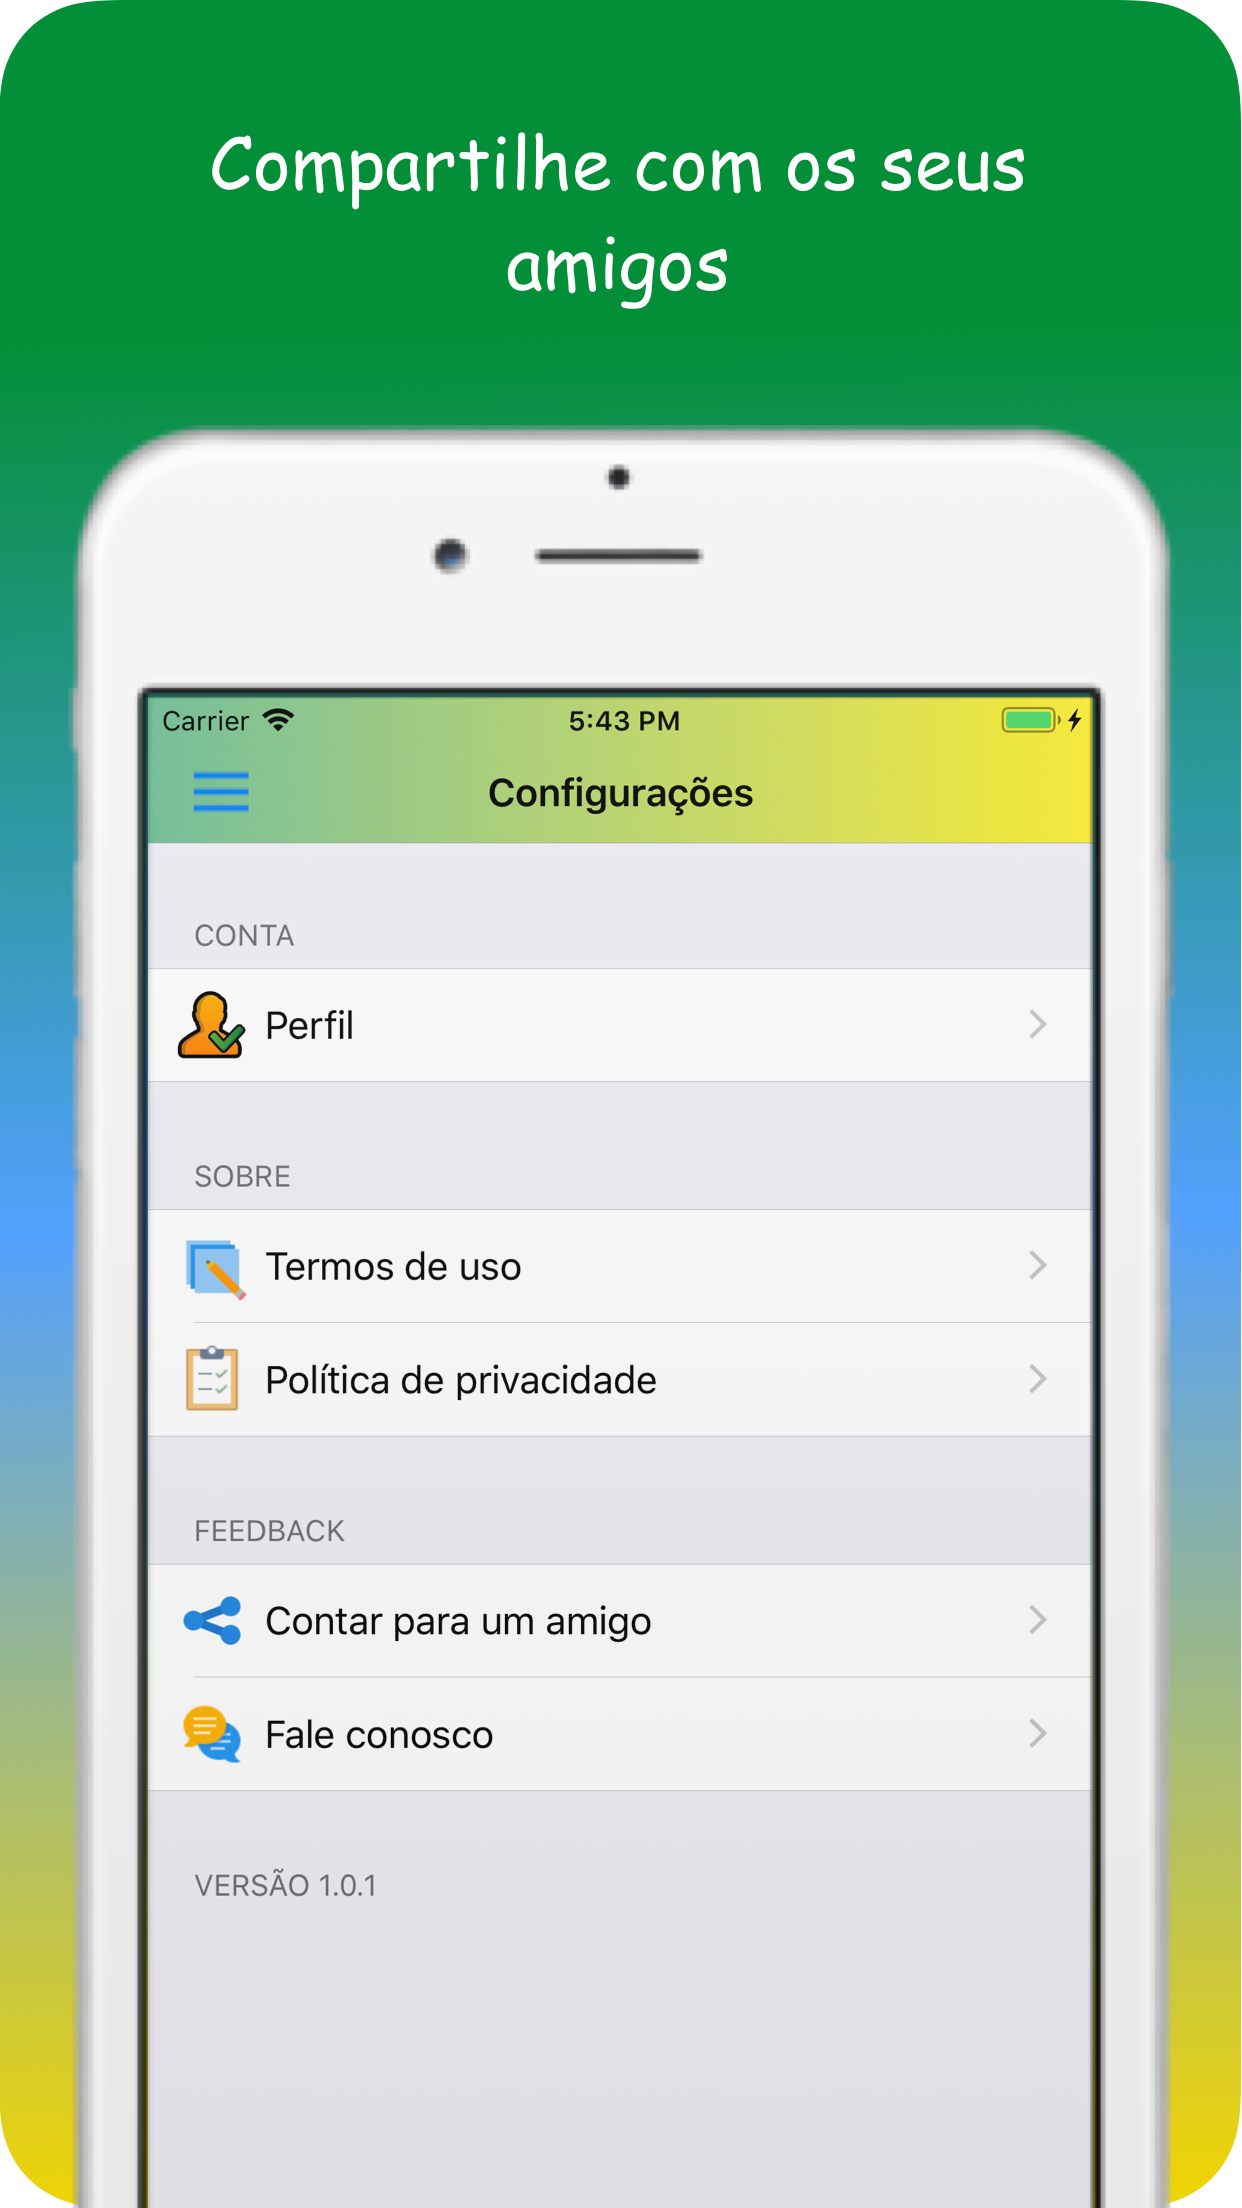 Compartilhe com os seus
amigos
Carrier 5:43 PM
Configurações
CONTA
Perfil
SOBRE
Termos de uso
Política de privacidade
FEEDBACK
Contar para um amigo
Fale conosco
VERSÃO 1.0.1